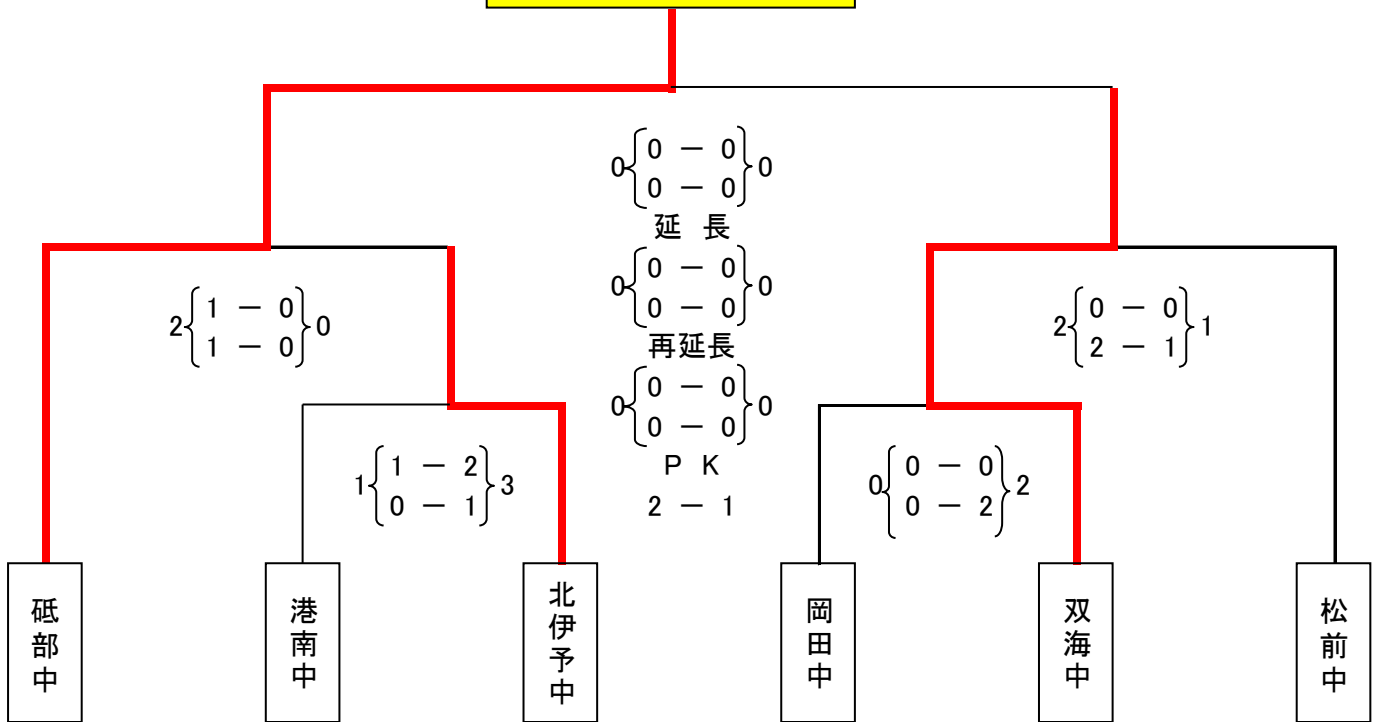 0 0 － 0 0
0 － 0
延 長
0 0 － 0 0
0 － 0
再延長
0 0 － 0 0
0 － 0
P K
2 － 1
2 1 － 0 0
1 － 0
2 0 － 0 1
2 － 1
1 1 － 2 3
0 － 1
0 0 － 0 2
0 － 2
砥部中
港南中
北伊予中
岡田中
双海中
松前中